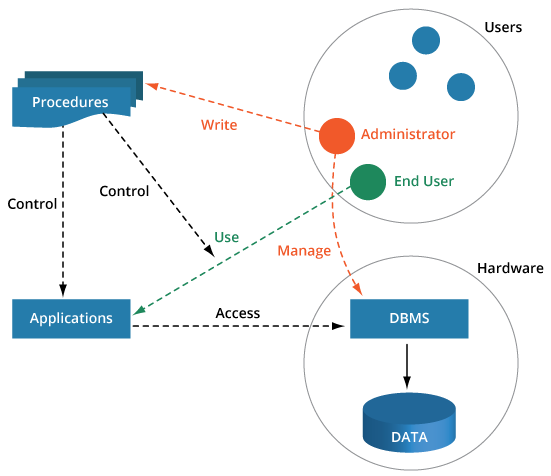 Users
Procedures
Write
Administrator
End User
Control
Control
Use
Manage
Hardware
Access
Applications
DBMS
DATA